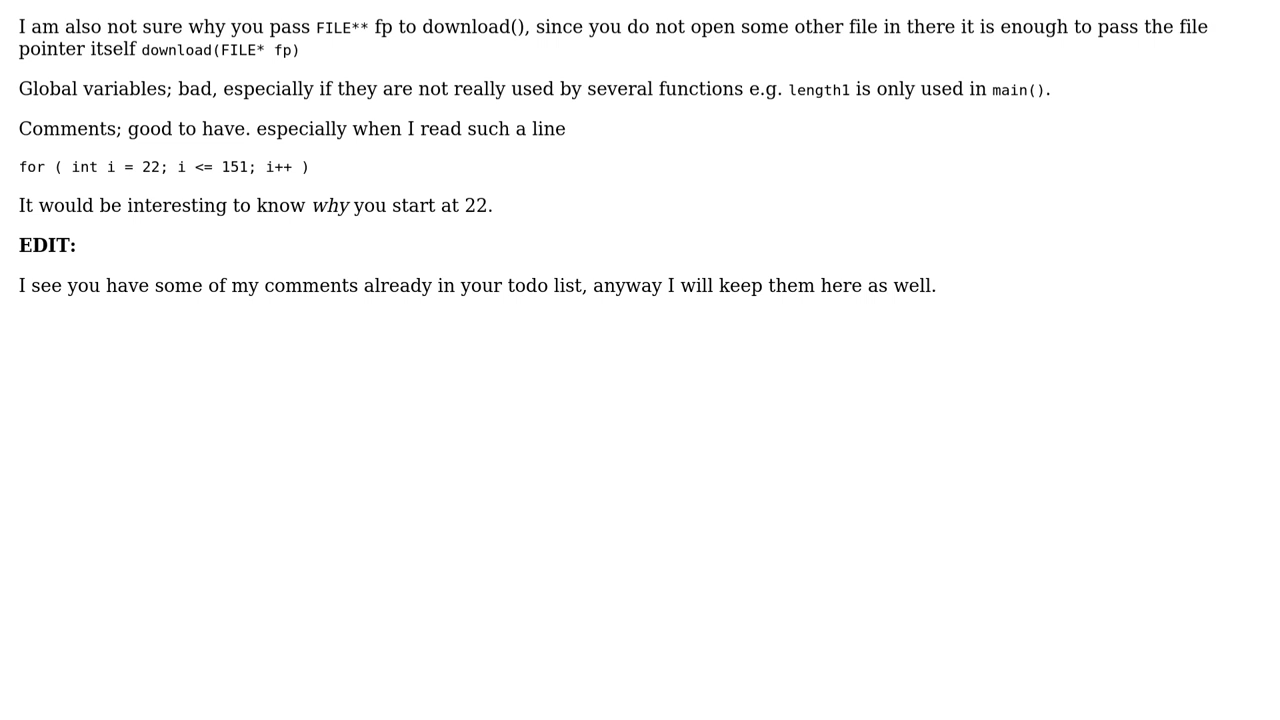 I am also not sure why you pass FILE** fp to download(), since you do not open some other file in there it is enough to pass the file
pointer itself download(FILE* fp)
Global variables; bad, especially if they are not really used by several functions e.g. length1 is only used in main().
Comments; good to have. especially when I read such a line
for ( int i = 22; i <= 151; i++ )
It would be interesting to know why you start at 22.
EDIT:
I see you have some of my comments already in your todo list, anyway I will keep them here as well.